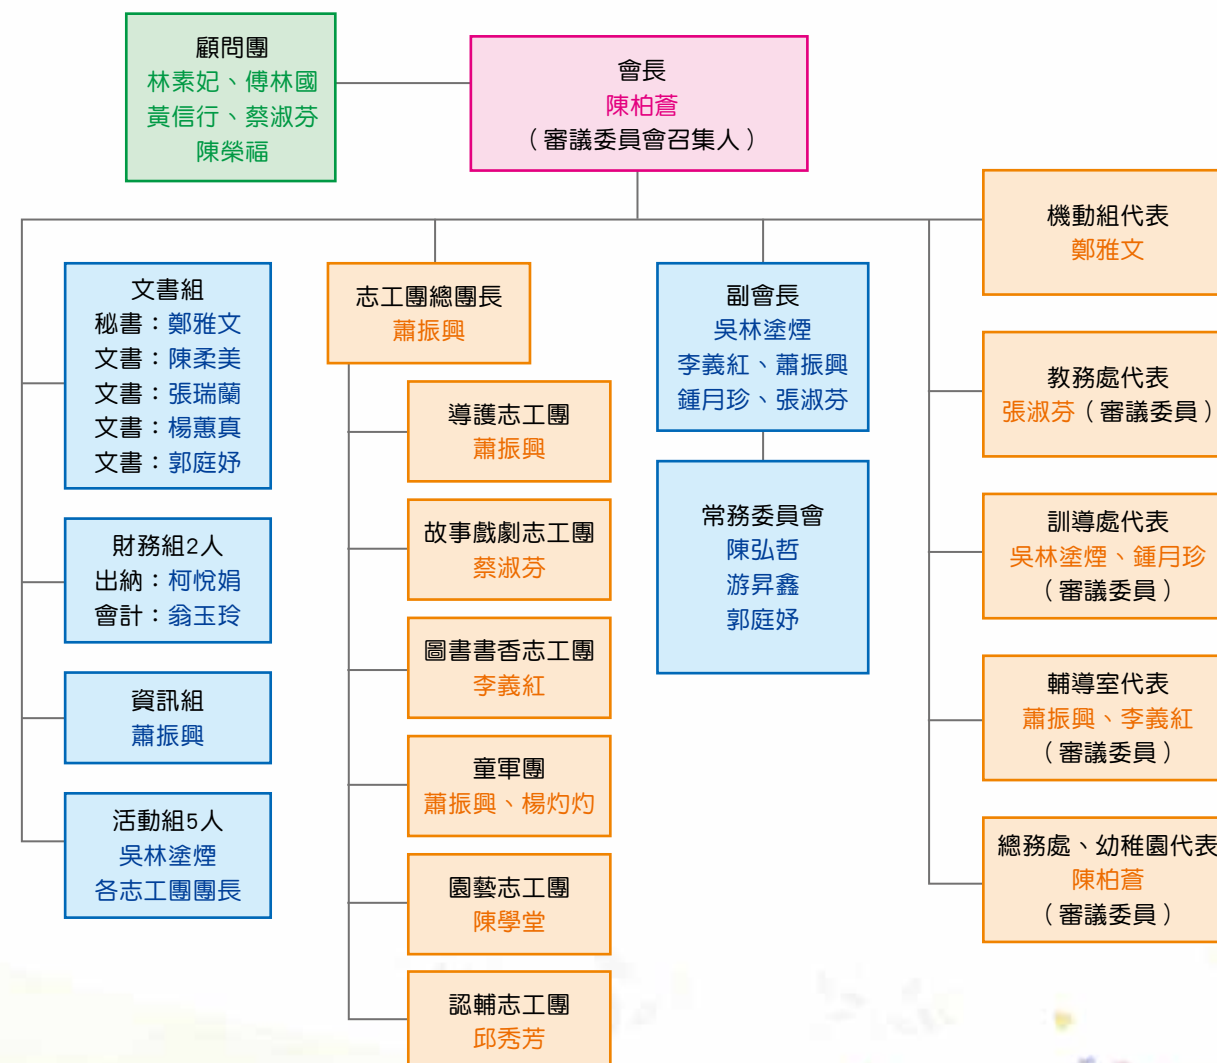 顧問團
林素妃、傅林國
黃信行、蔡淑芬
陳榮福
會長
陳柏蒼
（審議委員會召集人）
文書組
秘書：鄭雅文
文書：陳柔美
文書：張瑞蘭
文書：楊蕙真
文書：郭庭妤
財務組2人
出納：柯悅娟
會計：翁玉玲
資訊組
蕭振興
活動組5人
吳林塗煙
各志工團團長
志工團總團長
蕭振興
導護志工團
蕭振興
故事戲劇志工團
蔡淑芬
圖書書香志工團
李義紅
童軍團
蕭振興、楊灼灼
園藝志工團
陳學堂
認輔志工團
邱秀芳
副會長
吳林塗煙
李義紅、蕭振興
鍾月珍、張淑芬
常務委員會
陳弘哲
游昇鑫
郭庭妤
機動組代表
鄭雅文
教務處代表
張淑芬（審議委員）
訓導處代表
吳林塗煙、鍾月珍
（審議委員）
輔導室代表
蕭振興、李義紅
（審議委員）
總務處、幼稚園代表
陳柏蒼
（審議委員）